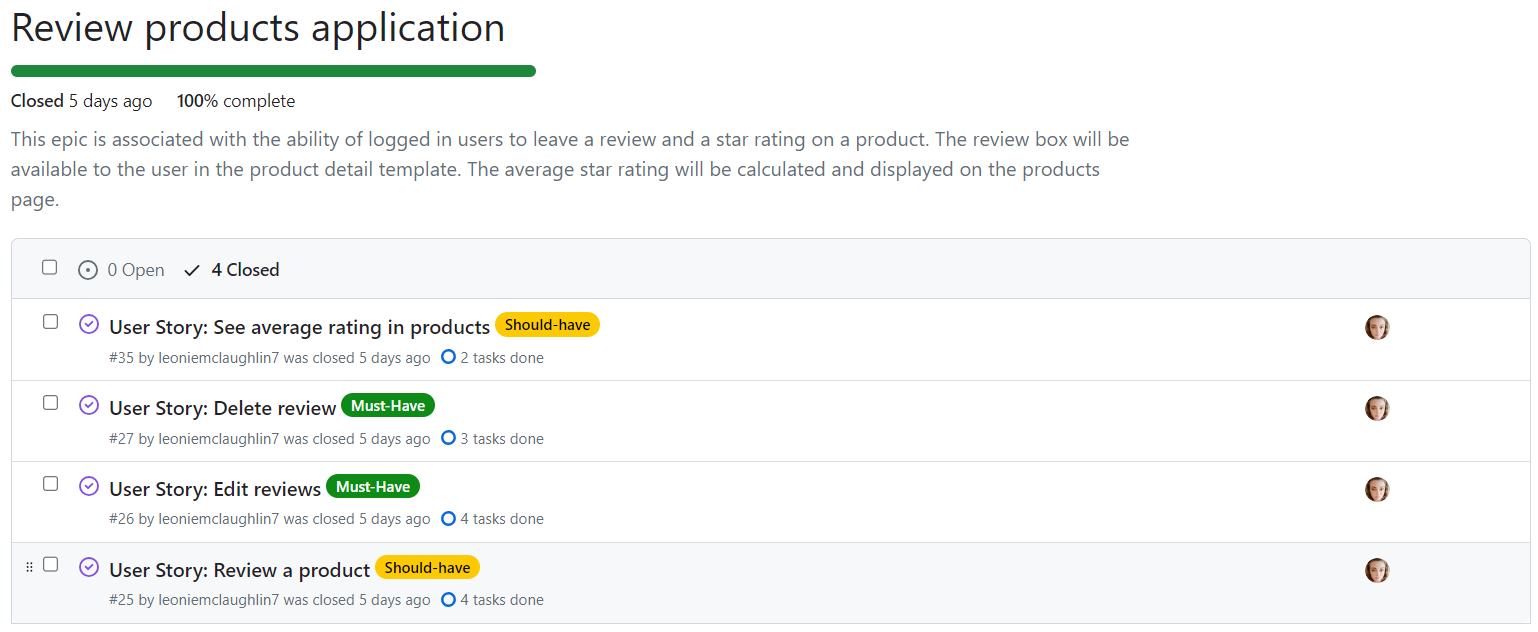 Review products application
Closed 5 days ago 100% complete
This epic is associated with the ability of logged in users to leave a review and a star rating on a product. The review box will be
available to the user in the product detail template. The average star rating will be calculated and displayed on the products
page.
0 Open 4 Closed
User Story: See average rating in products Should-have
#35 by leoniemclaughlin7 was closed 5 days ago 2 tasks done
User Story: Delete review Must-Have
#27 by leoniemclaughlin7 was closed 5 days ago 3 tasks done
User Story: Edit reviews Must-Have
#26 by leoniemclaughlin7 was closed 5 days ago 4 tasks done
User Story: Review a product Should-have
#25 by leoniemclaughlin7 was closed 5 days ago 4 tasks done